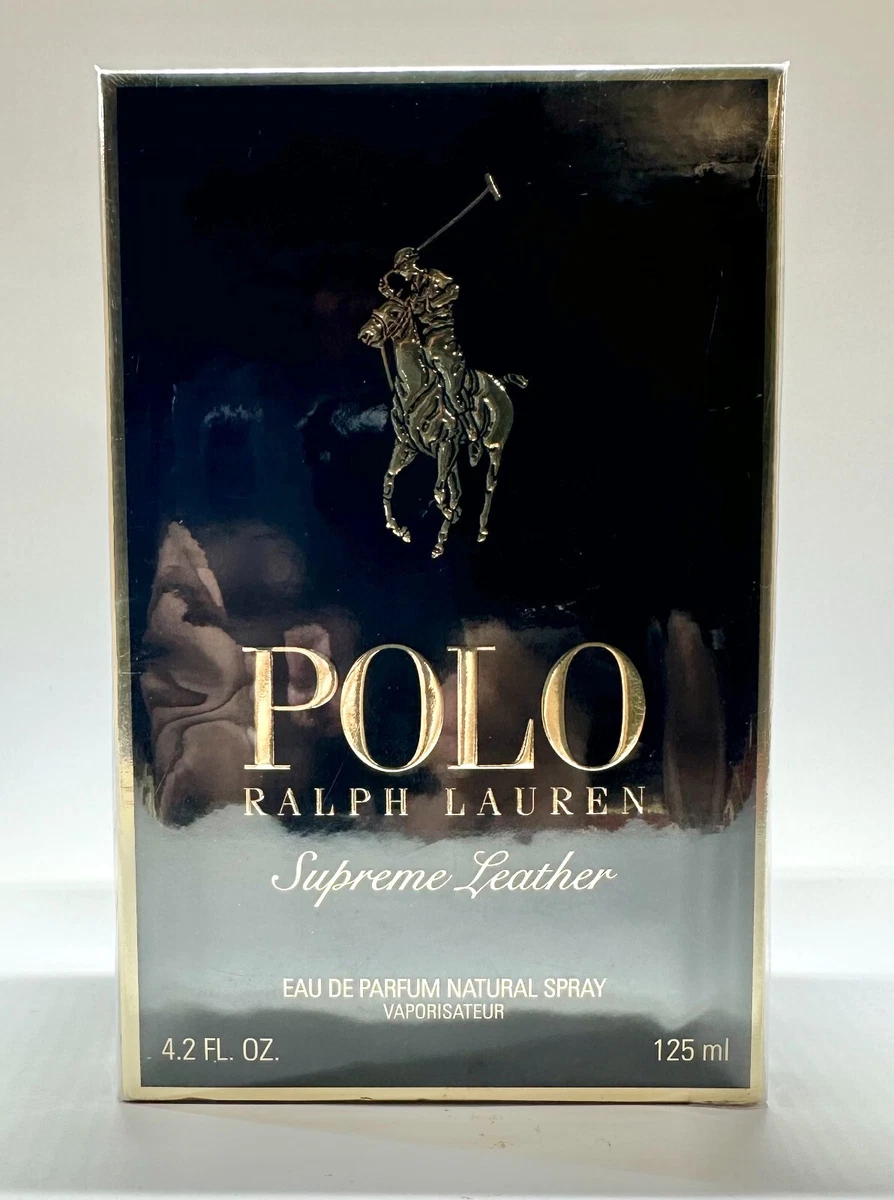 POLO
RALPH LAUREN
Supreme Leather
EAU DE PARFUM NATURAL SPRAY
VAPORISATEUR
4.2 FL. OZ. 125 ml